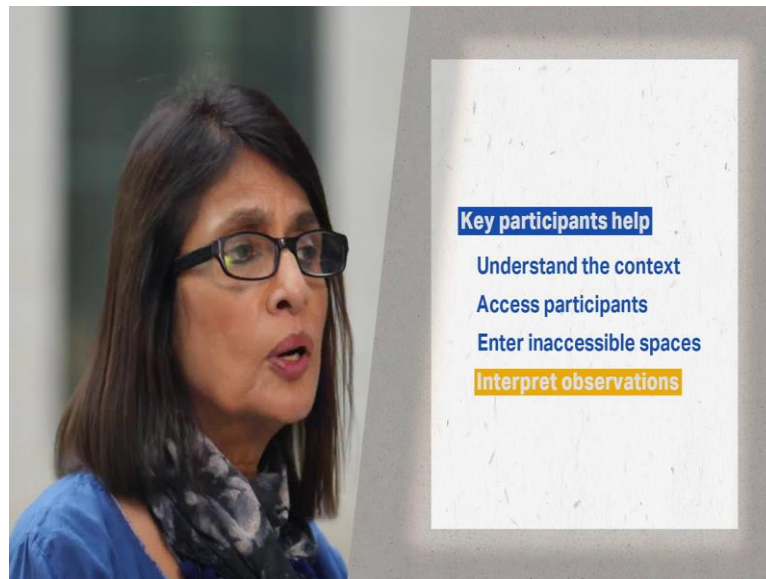 Key participants help
Understand the context
Access participants
Enter inaccessible spaces
Interpret observations